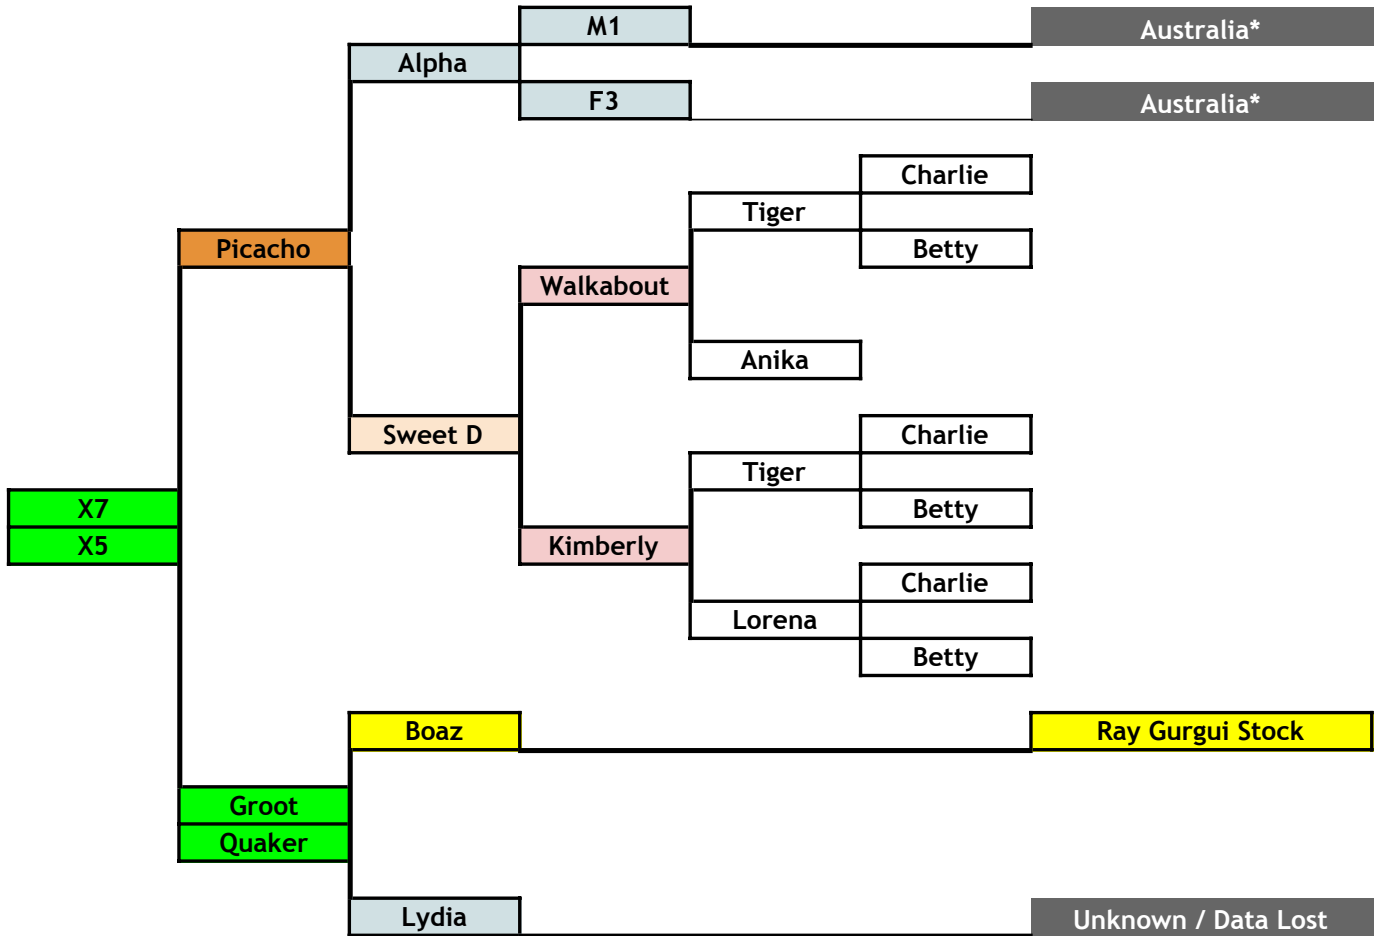 M1
Australia*
Alpha
F3
Australia*
Charlie
Tiger
Picacho
Betty
Walkabout
Anika
Sweet D
Charlie
Tiger
X7
Betty
X5
Kimberly
Charlie
Lorena
Betty
Boaz
Ray Gurgui Stock
Groot
Quaker
Lydia
Unknown / Data Lost